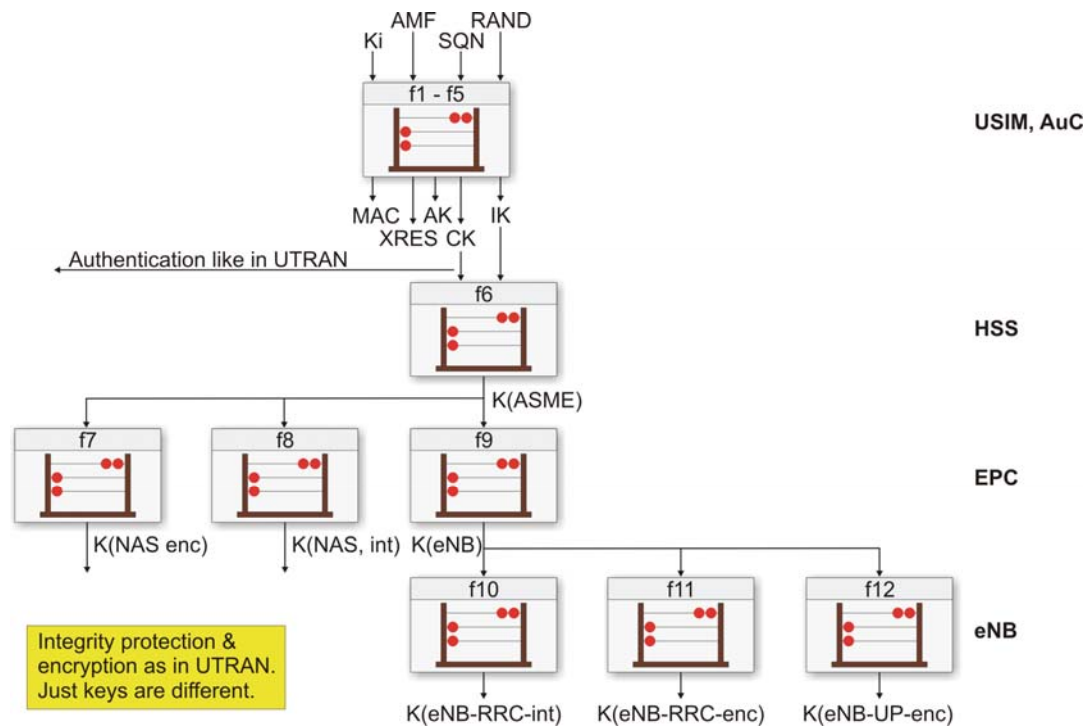 AMF RAND
Ki SQN
f1 - f5
USIM, AuC
MAC AK IK
XRES CK
Authentication like in UTRAN
f6
HSS
K(ASME)
f7 f8 f9
EPC
K(NAS enc) K(NAS, int) K(eNB)
f10 f11 f12
eNB
Integrity protection &
encryption as in UTRAN.
Just keys are different.
K(eNB-RRC-int) K(eNB-RRC-enc) K(eNB-UP-enc)